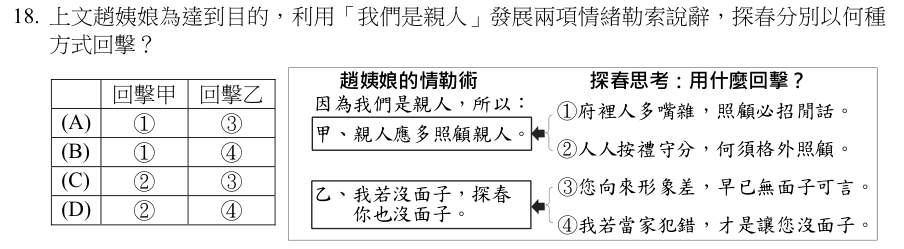 18. 上文趙姨娘為達到目的，利用「我們是親人」發展兩項情緒勒索說辭，探春分別以何種
方式回擊？
回擊甲 回擊乙
(A) ① ③
(B) ① ④
(C) ② ③
(D) ② ④
趙姨娘的情勒術
因為我們是親人，所以：
甲、親人應多照顧親人。
乙、我若沒面子，探春
你也沒面子。
探春思考：用什麼回擊？
①府裡人多嘴雜，照顧必招閒話。
②人人按禮守分，何須格外照顧。
③您向來形象差，早已無面子可言。
④我若當家犯錯，才是讓您沒面子。